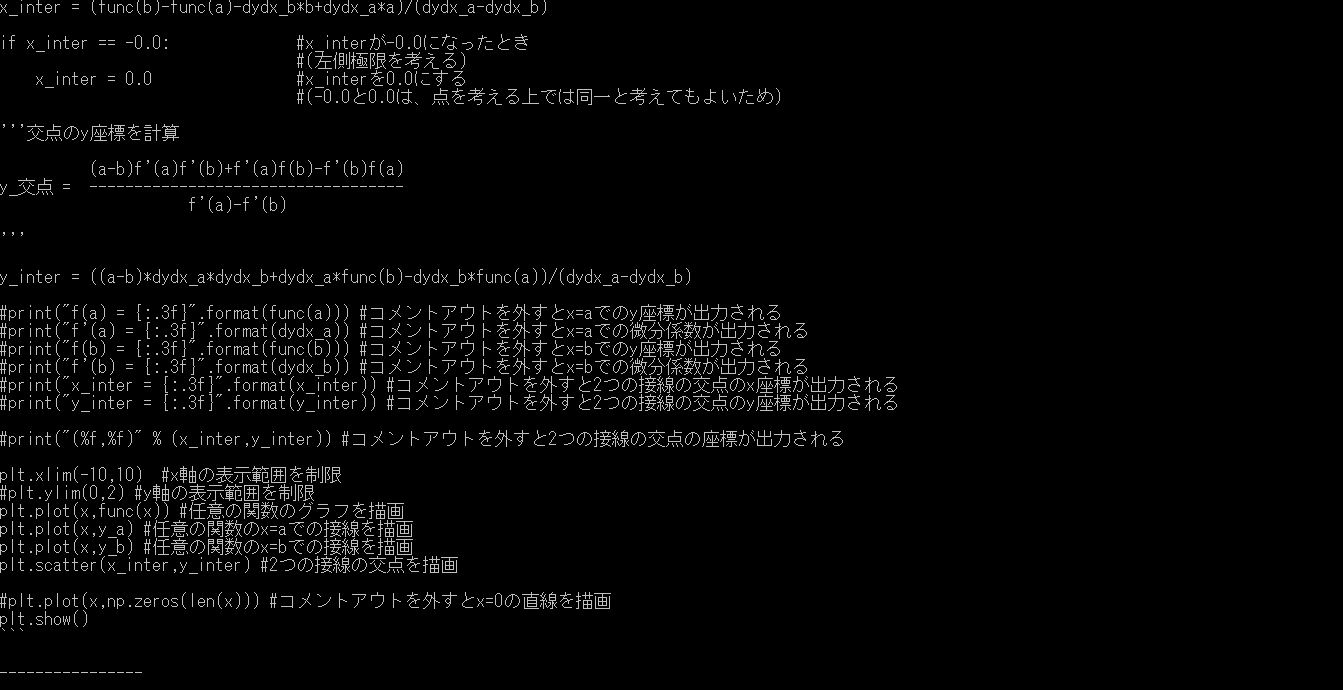 x_inter = (func(b)-func(a)-dydx_b*b+dydx_a*a)/(dydx_a-dydx_b)
if x_inter == -0.0: #x_interが-0.0になったとき
#(左側極限を考える)
x_inter = 0.0 #x_interを0.0にする
#(-0.0と0.0は、点を考える上では同一と考えてもよいため)
'''交点のy座標を計算
(a-b)f'(a)f'(b)+f'(a)f(b)-f'(b)f(a)
y_交点 = -----------------------------------
f'(a)-f'(b)
'''
y_inter = ((a-b)*dydx_a*dydx_b+dydx_a*func(b)-dydx_b*func(a))/(dydx_a-dydx_b)
#print("f(a) = {:.3f}".format(func(a))) #コメントアウトを外すとx=aでのy座標が出力される
#print("f'(a) = {:.3f}".format(dydx_a)) #コメントアウトを外すとx=aでの微分係数が出力される
#print("f(b) = {:.3f}".format(func(b))) #コメントアウトを外すとx=bでのy座標が出力される
#print("f'(b) = {:.3f}".format(dydx_b)) #コメントアウトを外すとx=bでの微分係数が出力される
#print("x_inter = {:.3f}".format(x_inter)) #コメントアウトを外すと2つの接線の交点のx座標が出力される
#print("y_inter = {:.3f}".format(y_inter)) #コメントアウトを外すと2つの接線の交点のy座標が出力される
#print("(%f,%f)" % (x_inter,y_inter)) #コメントアウトを外すと2つの接線の交点の座標が出力される
plt.xlim(-10,10) #x軸の表示範囲を制限
#plt.ylim(0,2) #y軸の表示範囲を制限
plt.plot(x,func(x)) #任意の関数のグラフを描画
plt.plot(x,y_a) #任意の関数のx=aでの接線を描画
plt.plot(x,y_b) #任意の関数のx=bでの接線を描画
plt.scatter(x_inter,y_inter) #2つの接線の交点を描画
#plt.plot(x,np.zeros(len(x))) #コメントアウトを外すとx=0の直線を描画
plt.show()
```
----------------